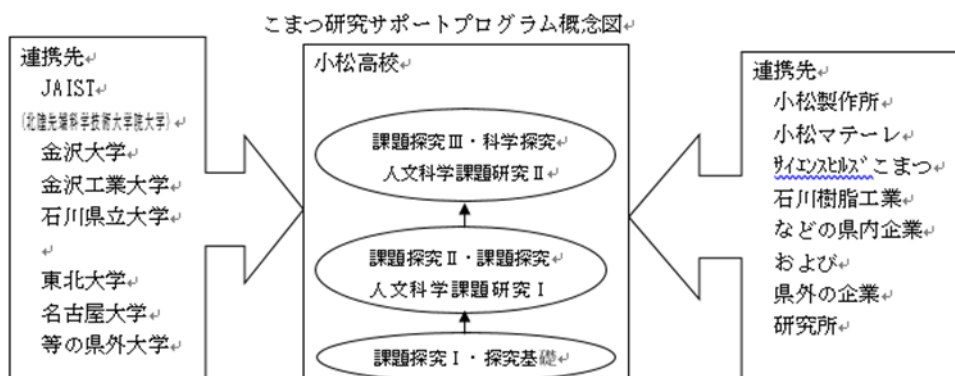 こまつ研究サポートプログラム概念図
連携先
JAIST
(北陸先端科学技術大学院大学)
金沢大学
金沢工業大学
石川県立大学
東北大学
名古屋大学
等の県外大学
小松高校
課題探究Ⅲ・科学探究
人文科学課題研究Ⅱ
課題探究Ⅱ・課題探究
人文科学課題研究Ⅰ
課題探究Ⅰ・探究基礎
連携先
小松製作所
小松マテーレ
ｻｲｴﾝｽﾋﾙｽﾞこまつ
石川樹脂工業
などの県内企業
および
県外の企業
研究所